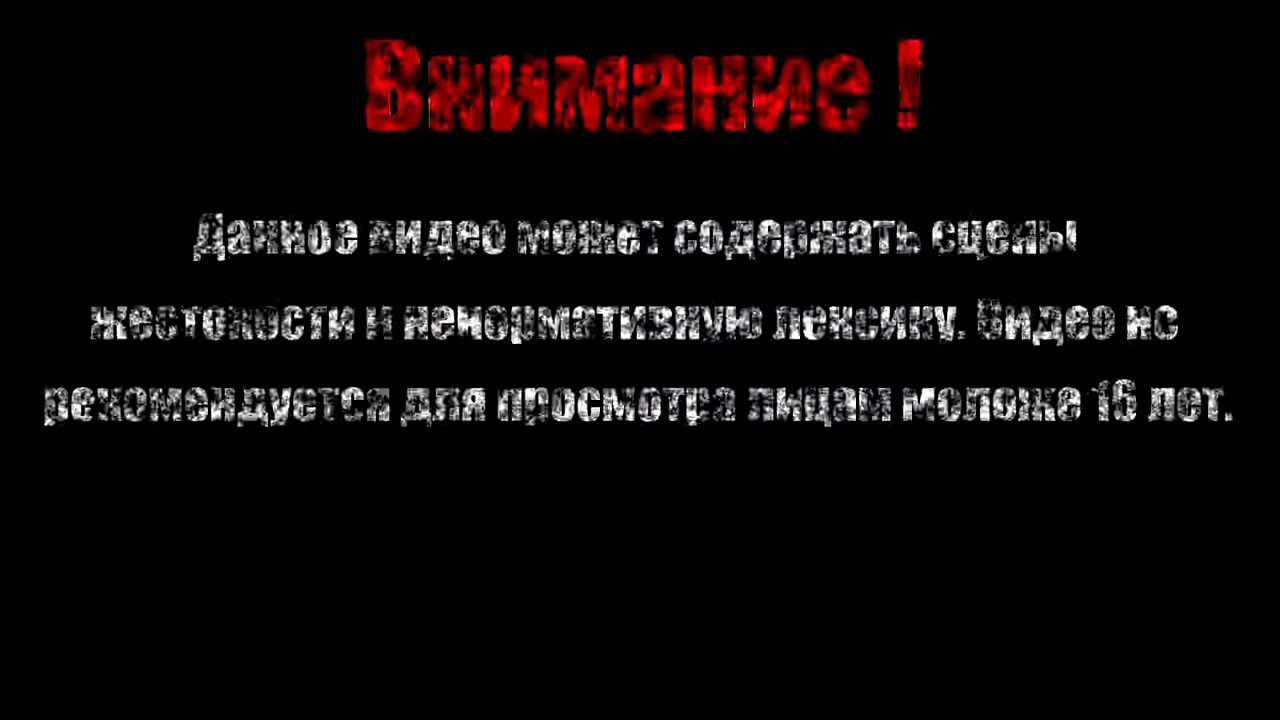 Внимание !
Данное видео может содержать сцены
жестокости и ненормативную лексику. Видео не
рекомендуется для просмотра лицам моложе 16 лет.